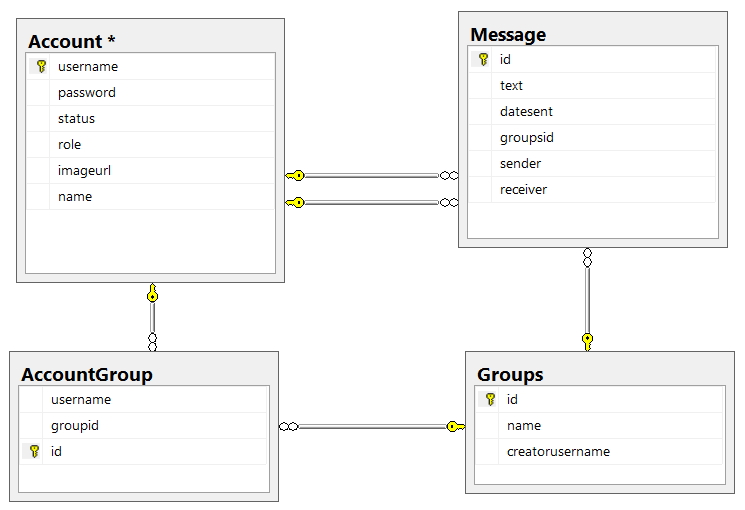 Account *
username
password
status
role
imageurl
name
Message
id
text
datesent
groupsid
sender
receiver
AccountGroup
username
groupid
id
Groups
id
name
creatorusername